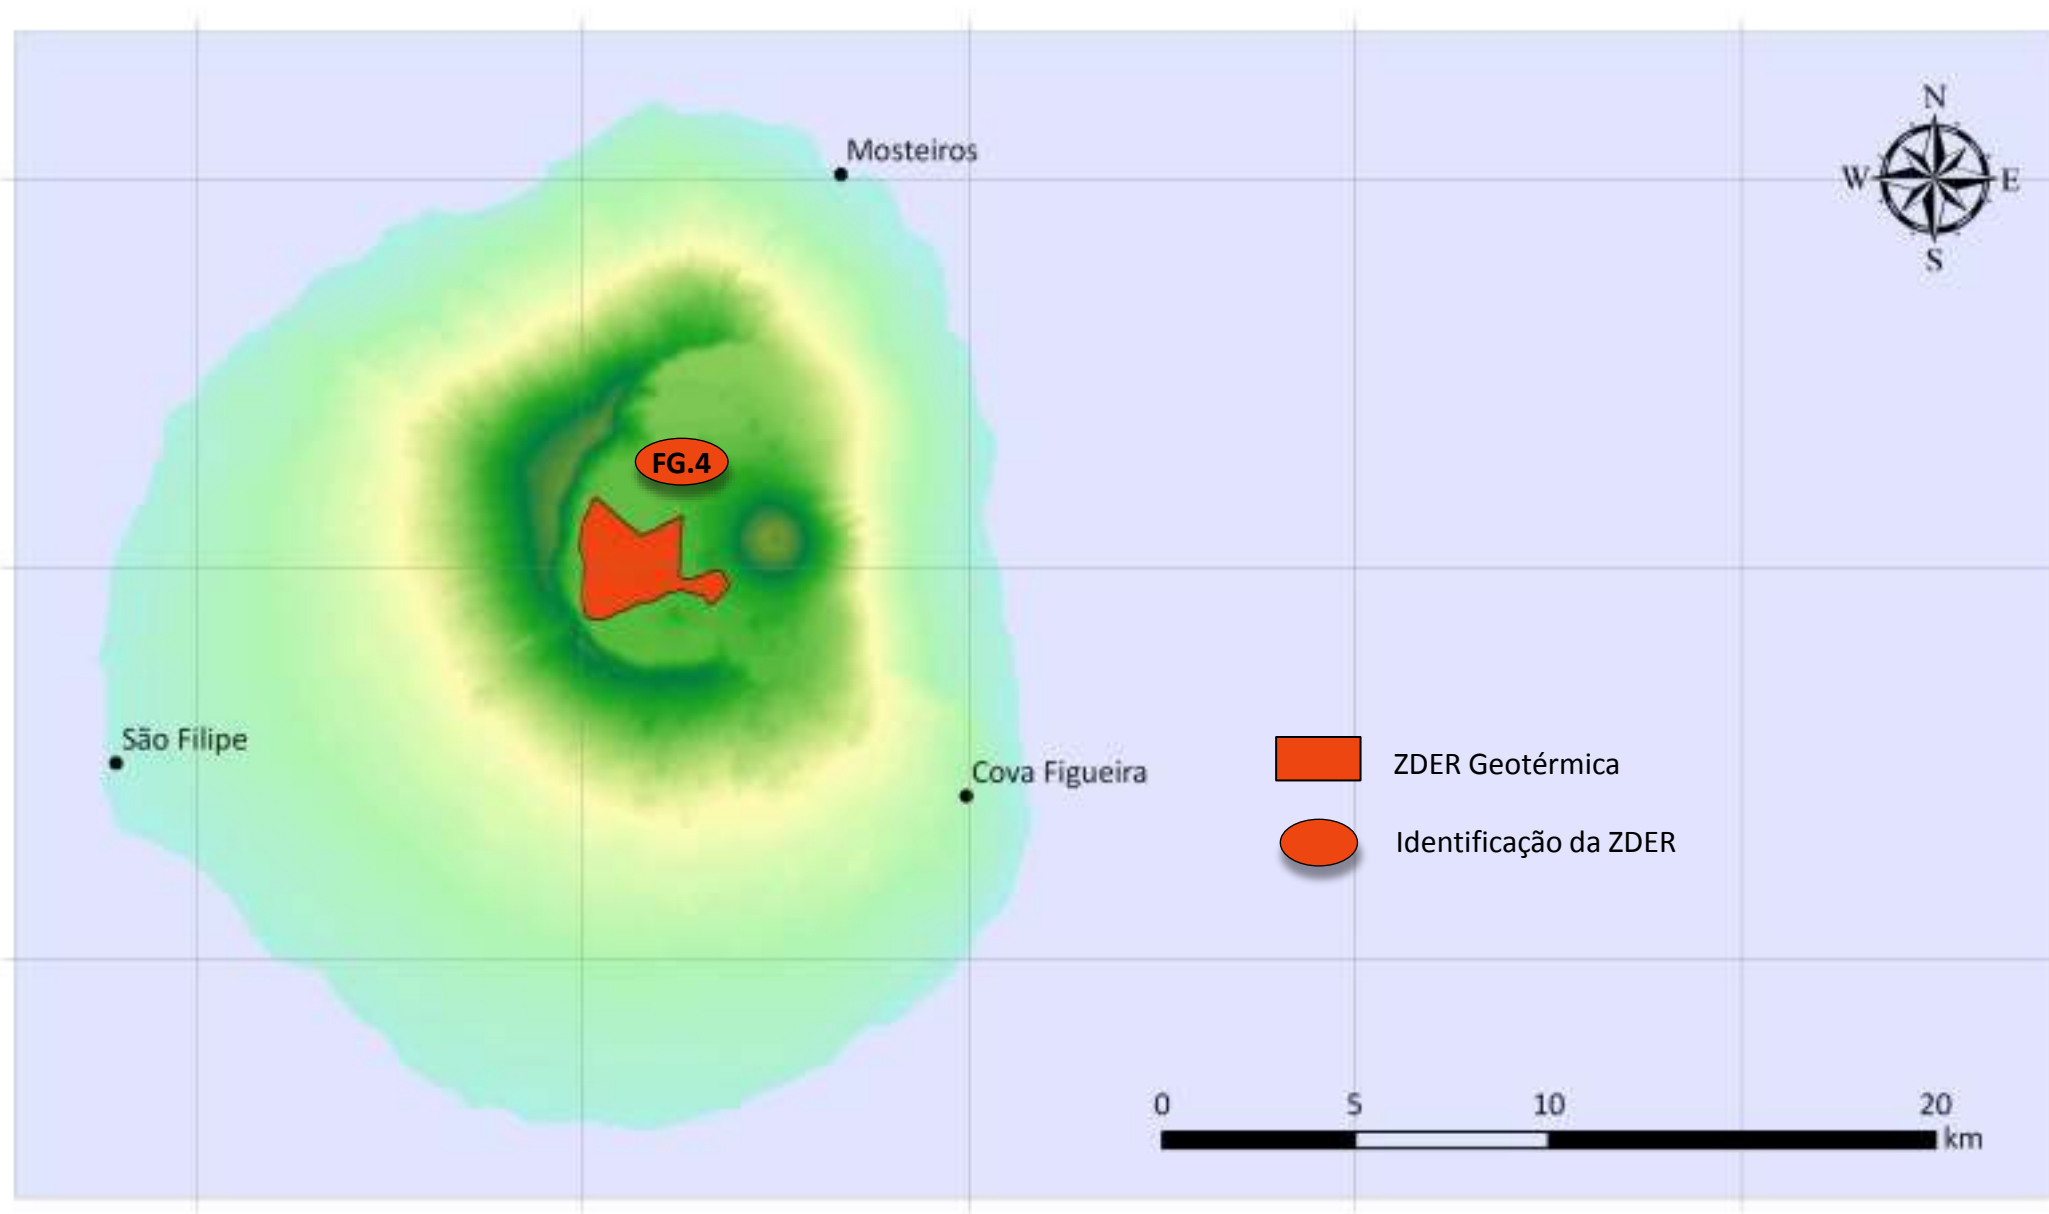 N
Mosteiros
W
E
S
FG.4
São Filipe
Cova Figueira
ZDER Geotérmica
Identificação da ZDER
0 5 10 20
km